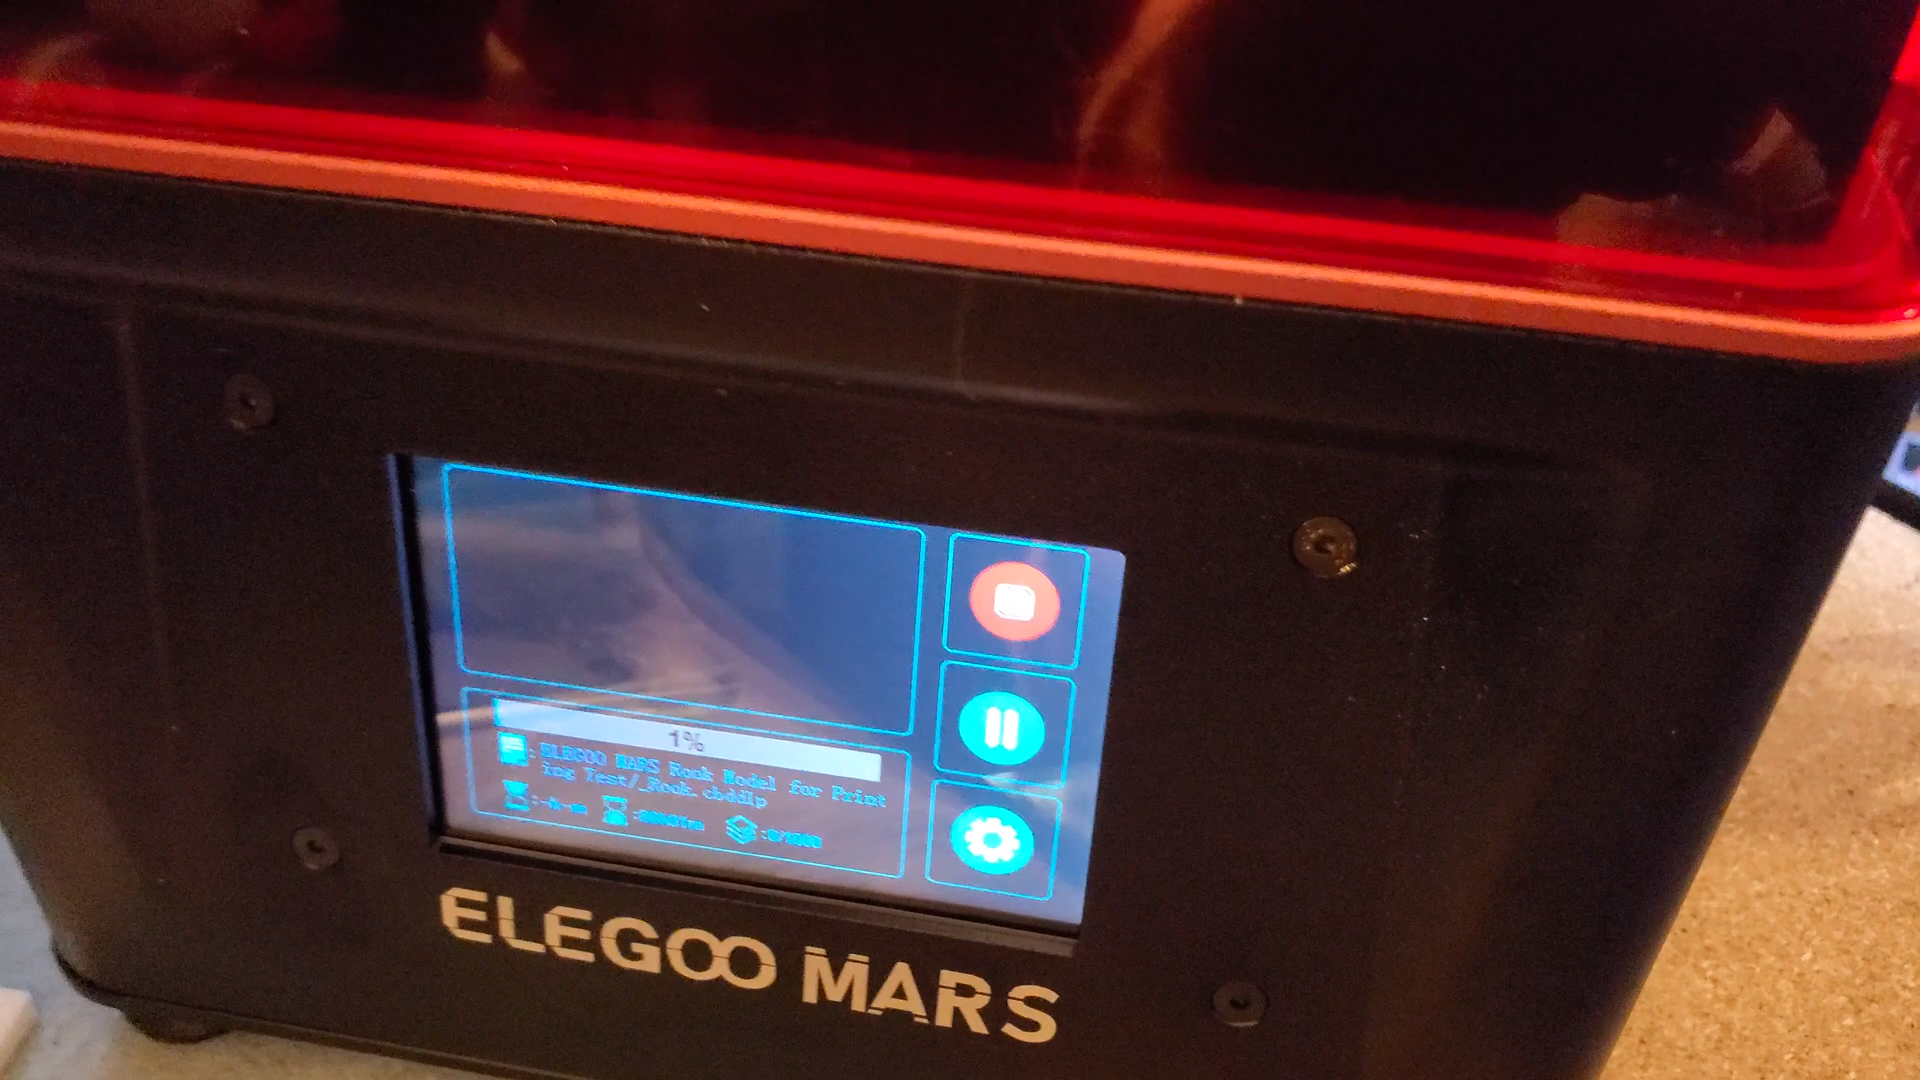 1%
: ELEGOO MARS Rook Model for Print
ing Test/_Rook.cbddlp
ELEGOO MARS